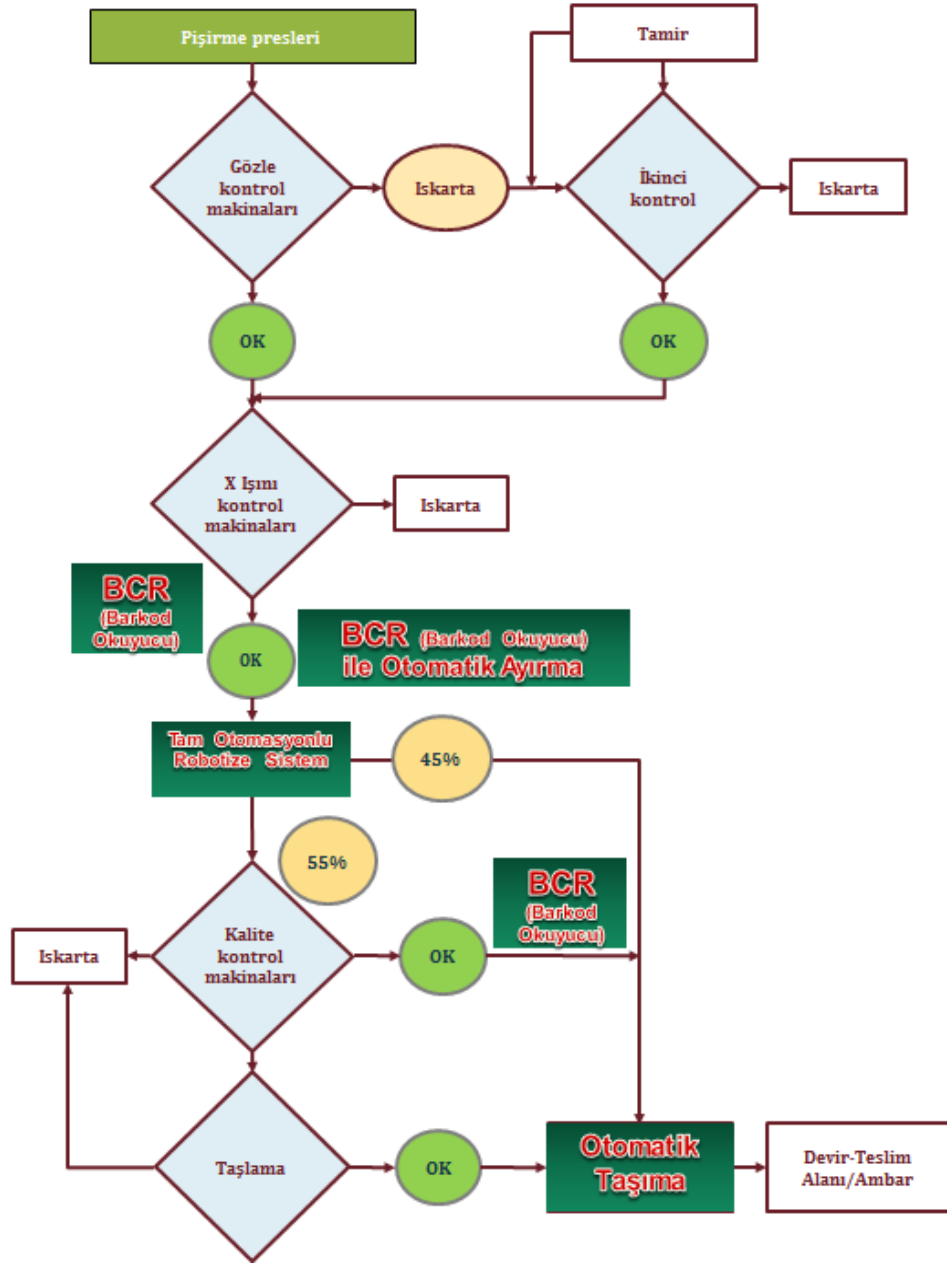 Pişirme presleri
Tamir
Gözle
kontrol
makinaları
Iskarta
İkinci
kontrol
Iskarta
OK
OK
X Işını
kontrol
makinaları
Iskarta
BCR
(Barkod
Okuyucu)
OK
BCR (Barkod Okuyucu)
ile Otomatik Ayırma
Tam Otomasyonlu
Robotize Sistem
45%
55%
BCR
(Barkod
Okuyucu)
Iskarta
Kalite
kontrol
makinaları
OK
Taşlama
OK
Otomatik
Taşıma
Devir-Teslim
Alanı/Ambar